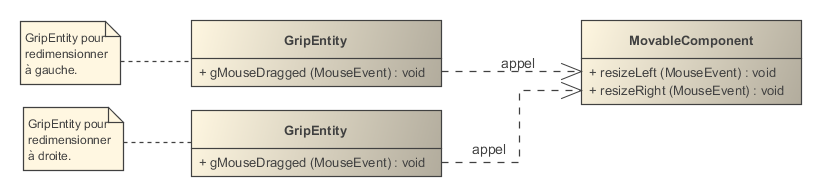 GripEntity pour
redimensionner
à gauche.
GripEntity
+ gMouseDragged (MouseEvent) : void
appel
MovableComponent
+ resizeLeft (MouseEvent) : void
+ resizeRight (MouseEvent) : void
GripEntity pour
redimensionner
à droite.
GripEntity
+ gMouseDragged (MouseEvent) : void
appel